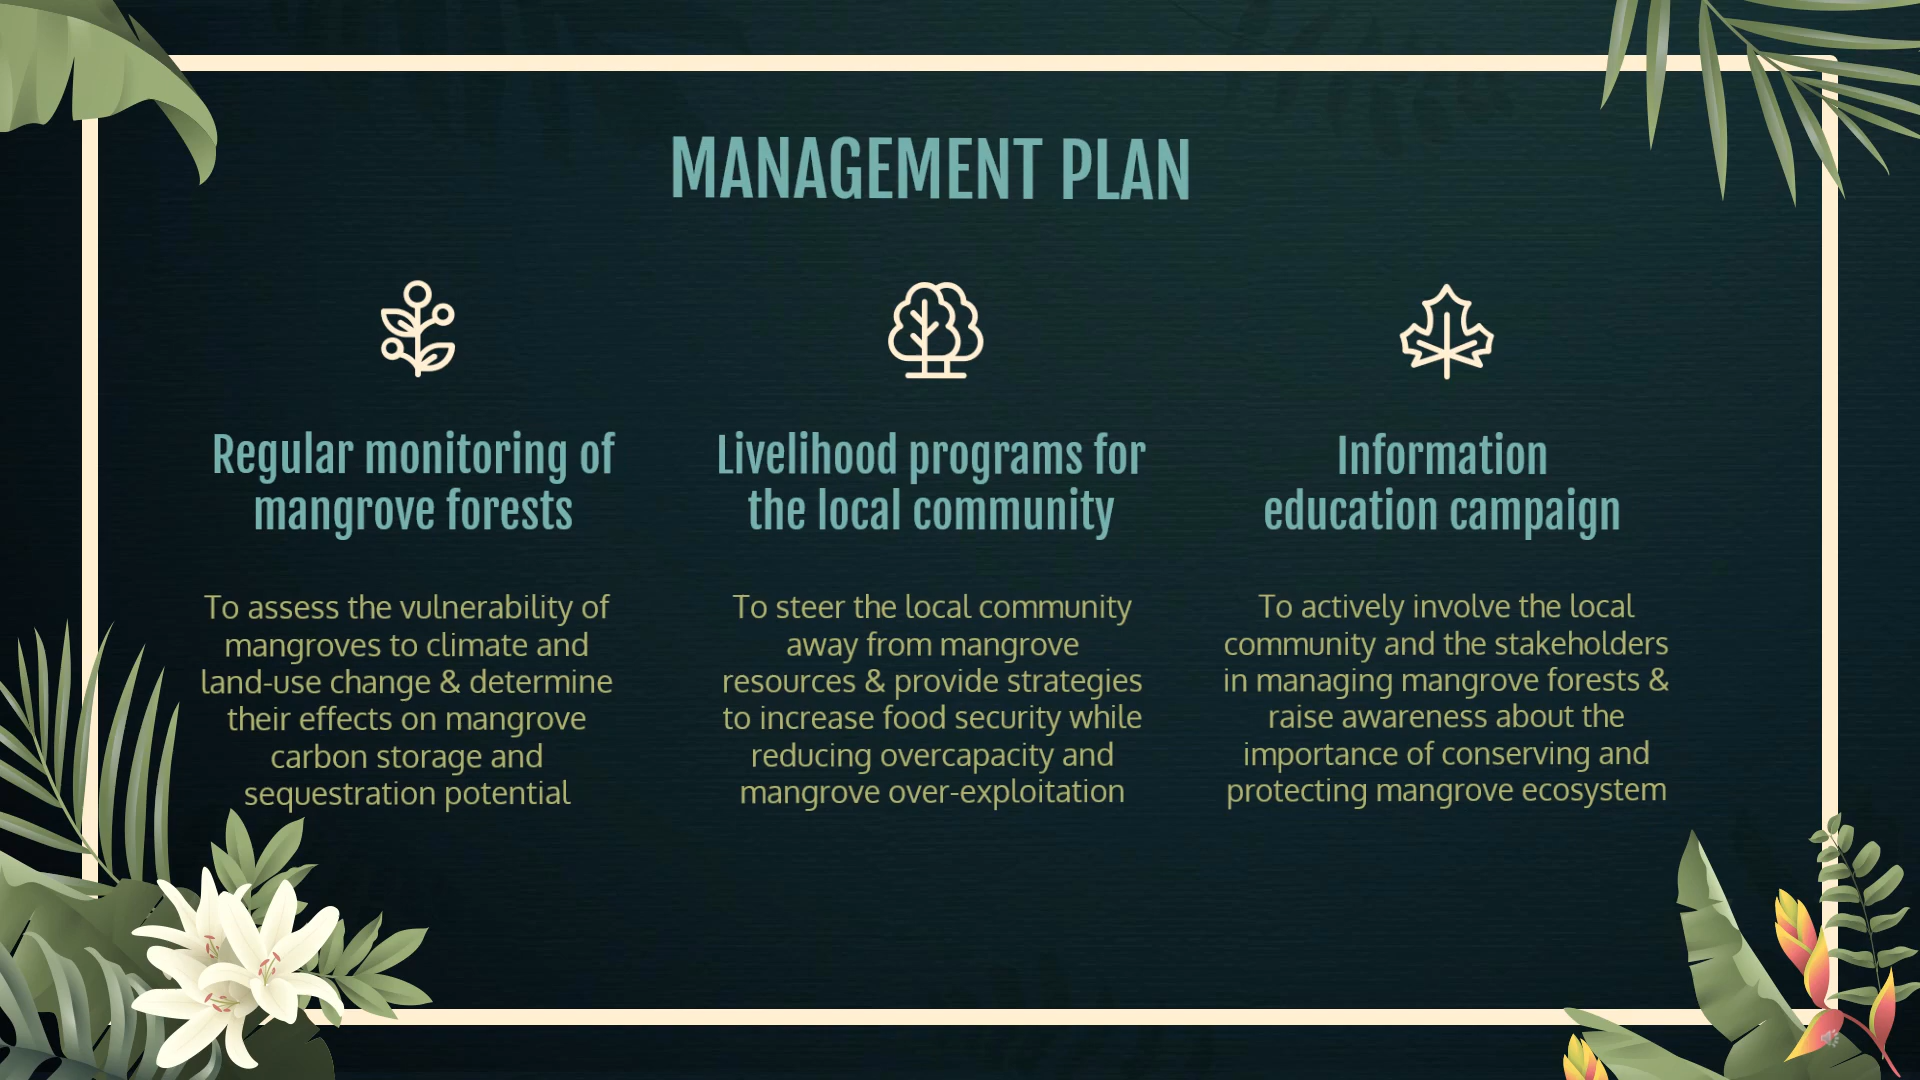 MANAGEMENT PLAN
Regular monitoring of
mangrove forests
To assess the vulnerability of
mangroves to climate and
land-use change & determine
their effects on mangrove
carbon storage and
sequestration potential
Livelihood programs for
the local community
To steer the local community
away from mangrove
resources & provide strategies
to increase food security while
reducing overcapacity and
mangrove over-exploitation
Information
education campaign
To actively involve the local
community and the stakeholders
in managing mangrove forests &
raise awareness about the
importance of conserving and
protecting mangrove ecosystem